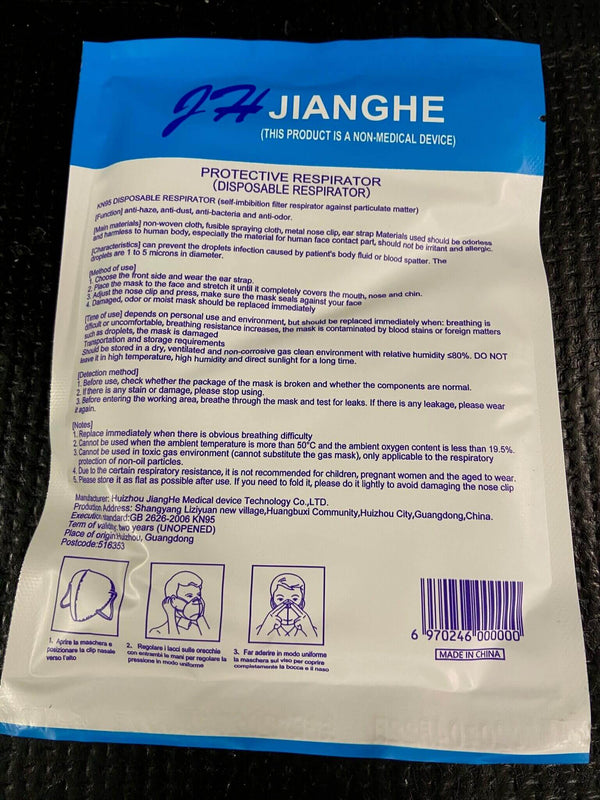 JH JIANGHE
(THIS PRODUCT IS A NON-MEDICAL DEVICE)
PROTECTIVE RESPIRATOR
(DISPOSABLE RESPIRATOR)
KN95 DISPOSABLE RESPIRATOR (self-imbibition filter respirator against particulate matter)
[Function] anti-haze, anti-dust, anti-bacteria and anti-odor.
[Main materials] non-woven cloth, fusible spraying cloth, metal nose clip, ear strap Materials used should be odorless
and harmless to human body, especially the material for human face contact part, should not be irritant and allergic.
[Characteristics] can prevent the droplets infection caused by patient's body fluid or blood spatter. The
droplets are 1 to 5 microns in diameter.
[Method of use]
1. Choose the front side and wear the ear strap.
2. Place the mask to the face and stretch it until it completely covers the mouth, nose and chin.
3. Adjust the nose clip and press, make sure the mask seals against your face
4. Damaged, odor or moist mask should be replaced immediately
[Time of use] depends on personal use and environment, but should be replaced immediately when: breathing is
difficult or uncomfortable, breathing resistance increases, the mask is contaminated by blood stains or foreign matters
such as droplets, the mask is damaged
Transportation and storage requirements
Should be stored in a dry, ventilated and non-corrosive gas clean environment with relative humidity ≤80%. DO NOT
leave it in high temperature, high humidity and direct sunlight for a long time.
[Detection method]
1. Before use, check whether the package of the mask is broken and whether the components are normal.
2. If there is any stain or damage, please stop using.
3. Before entering the working area, breathe through the mask and test for leaks. If there is any leakage, please wear
it again.
[Notes]
1. Replace immediately when there is obvious breathing difficulty
2. Cannot be used when the ambient temperature is more than 50°C and the ambient oxygen content is less than 19.5%.
3. Cannot be used in toxic gas environment (cannot substitute the gas mask), only applicable to the respiratory
protection of non-oil particles.
4. Due to the certain respiratory resistance, it is not recommended for children, pregnant women and the aged to wear.
5. Please store it as flat as possible after use. If you need to fold it, please do it lightly to avoid damaging the nose clip
Manufacturer: Huizhou JiangHe Medical device Technology Co.,LTD.
Production Address: Shangyang Liziyuan new village,Huangbuxi Community,Huizhou City,Guangdong,China.
Execution standard:GB 2626-2006 KN95
Term of validity: two years (UNOPENED)
Place of origin:Huizhou, Guangdong
Postcode:516353
1. Aprire la maschera e
posizionare la clip nasale
verso l'alto
2. Regolare i lacci sulle orecchie
con entrambe le mani per regolare la
pressione in modo uniforme
3. Far aderire in modo uniforme
la maschera sul viso per coprire
completamente la bocca e il naso
6 970246 000000
MADE IN CHINA